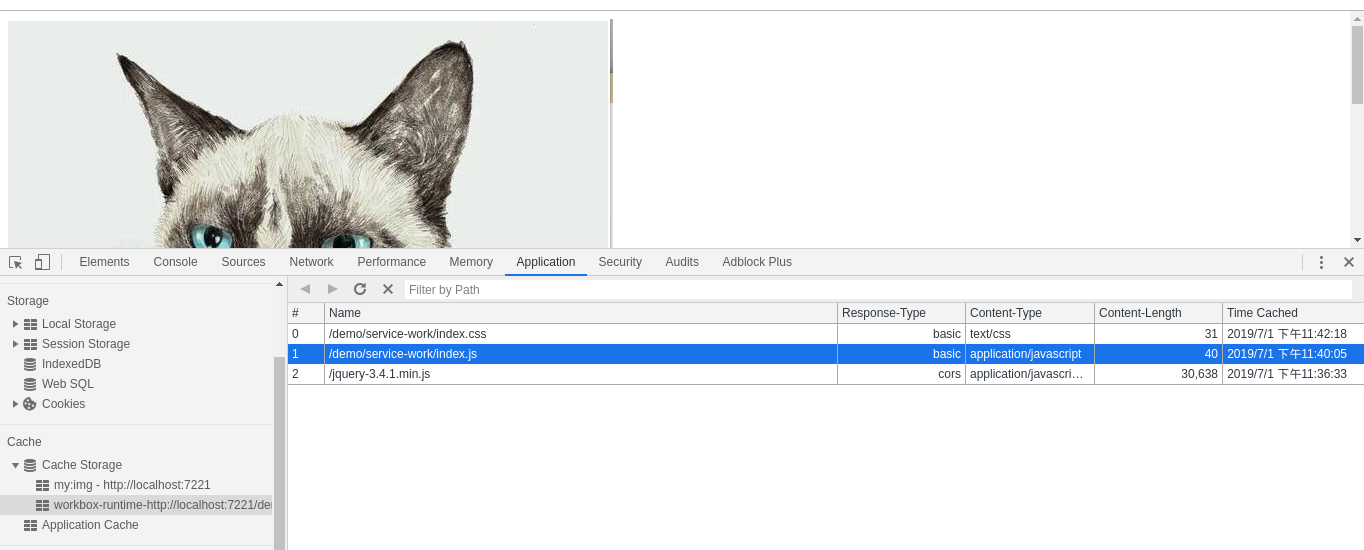 Elements Console Sources Network Performance Memory Application Security Audits Adblock Plus
Storage
Local Storage
Session Storage
IndexedDB
Web SQL
Cookies
Cache
Cache Storage
my:img - http://localhost:7221
workbox-runtime-http://localhost:7221/de
Application Cache
Filter by Path
# Name Response-Type Content-Type Content-Length Time Cached
0 /demo/service-work/index.css basic text/css 31 2019/7/1 下午11:42:18
1 /demo/service-work/index.js basic application/javascript 40 2019/7/1 下午11:40:05
2 /jquery-3.4.1.min.js cors application/javascri… 30,638 2019/7/1 下午11:36:33